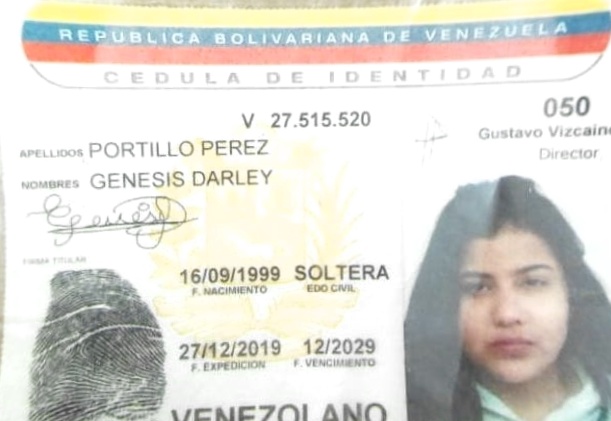 REPUBLICA BOLIVARIANA DE VENEZUELA
CEDULA DE IDENTIDAD
V 27.515.520
050
Gustavo Vizcaino
Director
APELLIDOS PORTILLO PEREZ
NOMBRES GENESIS DARLEY
Genesis
FIRMA TITULAR
16/09/1999 SOLTERA
F. NACIMIENTO EDO CIVIL
27/12/2019 12/2029
F. EXPEDICION F. VENCIMIENTO
VENEZOLANO